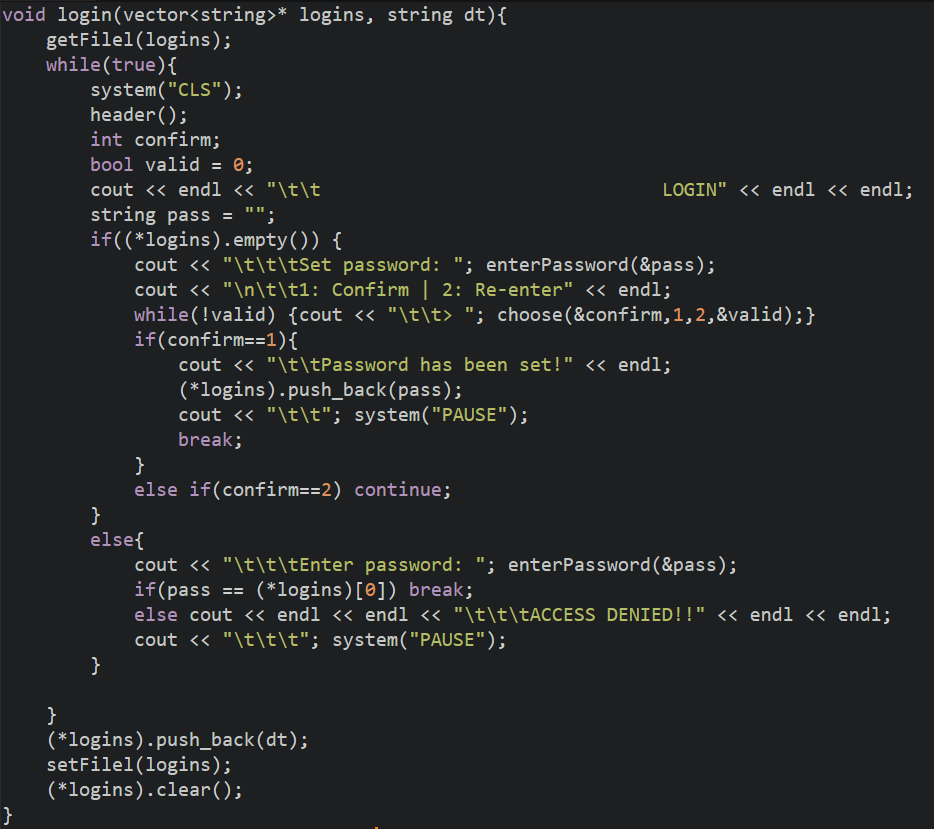 void login(vector<string>* logins, string dt){
    getFilel(logins);
    while(true){
        system("CLS");
        header();
        int confirm;
        bool valid = 0;
        cout << endl << "\t\t                               LOGIN" << endl << endl;
        string pass = "";
        if((*logins).empty()) {
            cout << "\t\t\tSet password: "; enterPassword(&pass);
            cout << "\n\t\t1: Confirm | 2: Re-enter" << endl;
            while(!valid) {cout << "\t\t> "; choose(&confirm,1,2,&valid);}
            if(confirm==1){
                cout << "\t\tPassword has been set!" << endl;
                (*logins).push_back(pass);
                cout << "\t\t"; system("PAUSE");
                break;
            }
            else if(confirm==2) continue;
        }
        else{
            cout << "\t\t\tEnter password: "; enterPassword(&pass);
            if(pass == (*logins)[0]) break;
            else cout << endl << endl << "\t\t\tACCESS DENIED!!" << endl << endl;
            cout << "\t\t\t"; system("PAUSE");
        }

    }
    (*logins).push_back(dt);
    setFilel(logins);
    (*logins).clear();
}